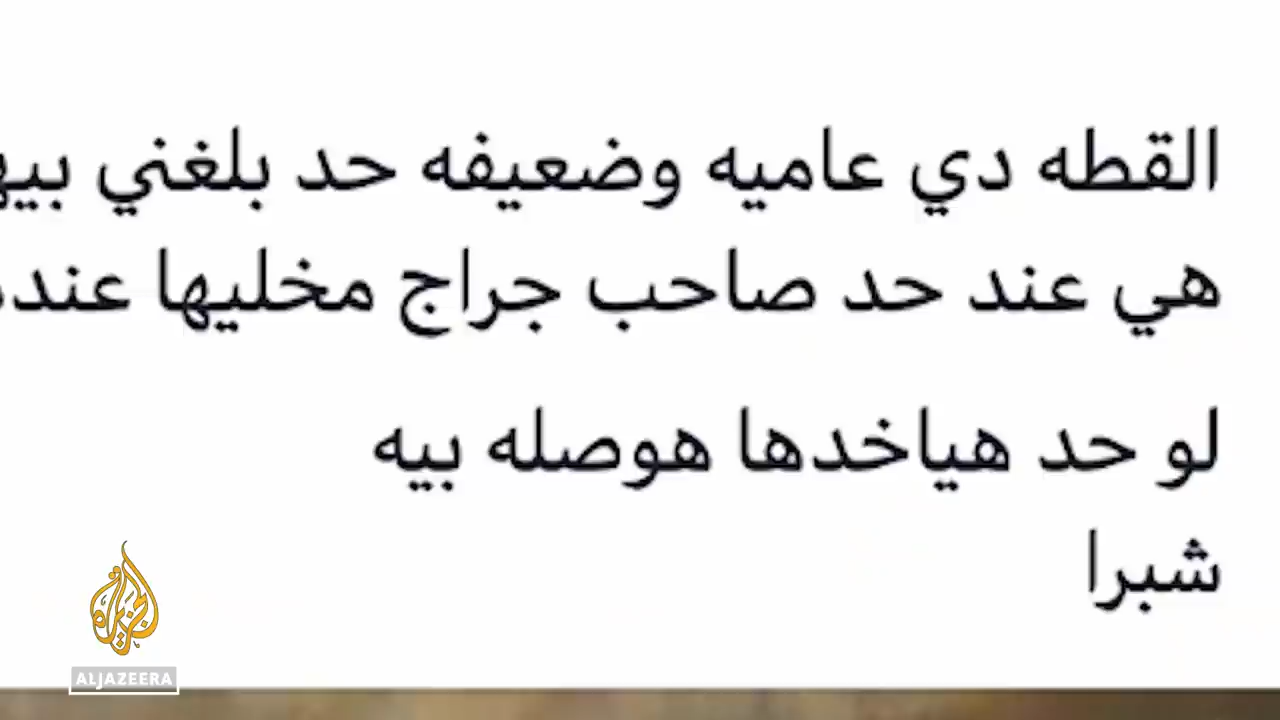 القطه دي عاميه وضعيفه حد بلغني
هي عند حد صاحب جراج مخليها
لو حد هياخدها هوصله بيه
شبرا
ALJAZEERA